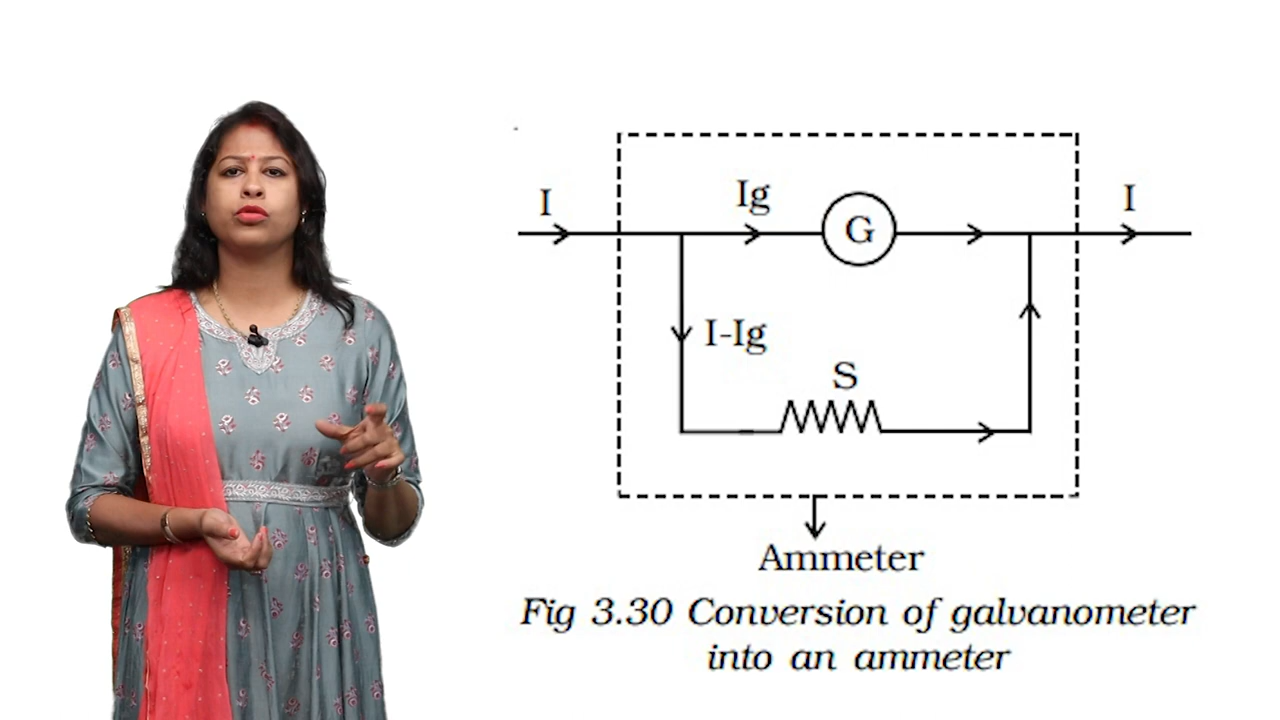 I
Ig
G
I
I-Ig
S
Ammeter
Fig 3.30 Conversion of galvanometer
into an ammeter